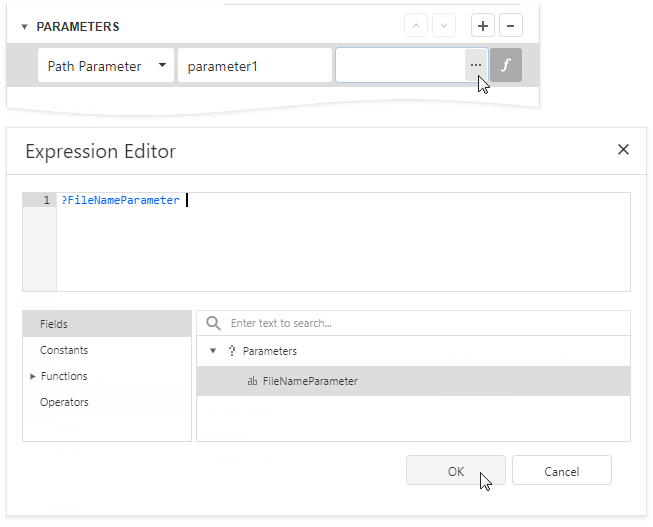 PARAMETERS
Path Parameter parameter1 ... f
Expression Editor
1 ?FileNameParameter
Fields
Constants
Functions
Operators
Enter text to search...
? Parameters
ab FileNameParameter
OK Cancel